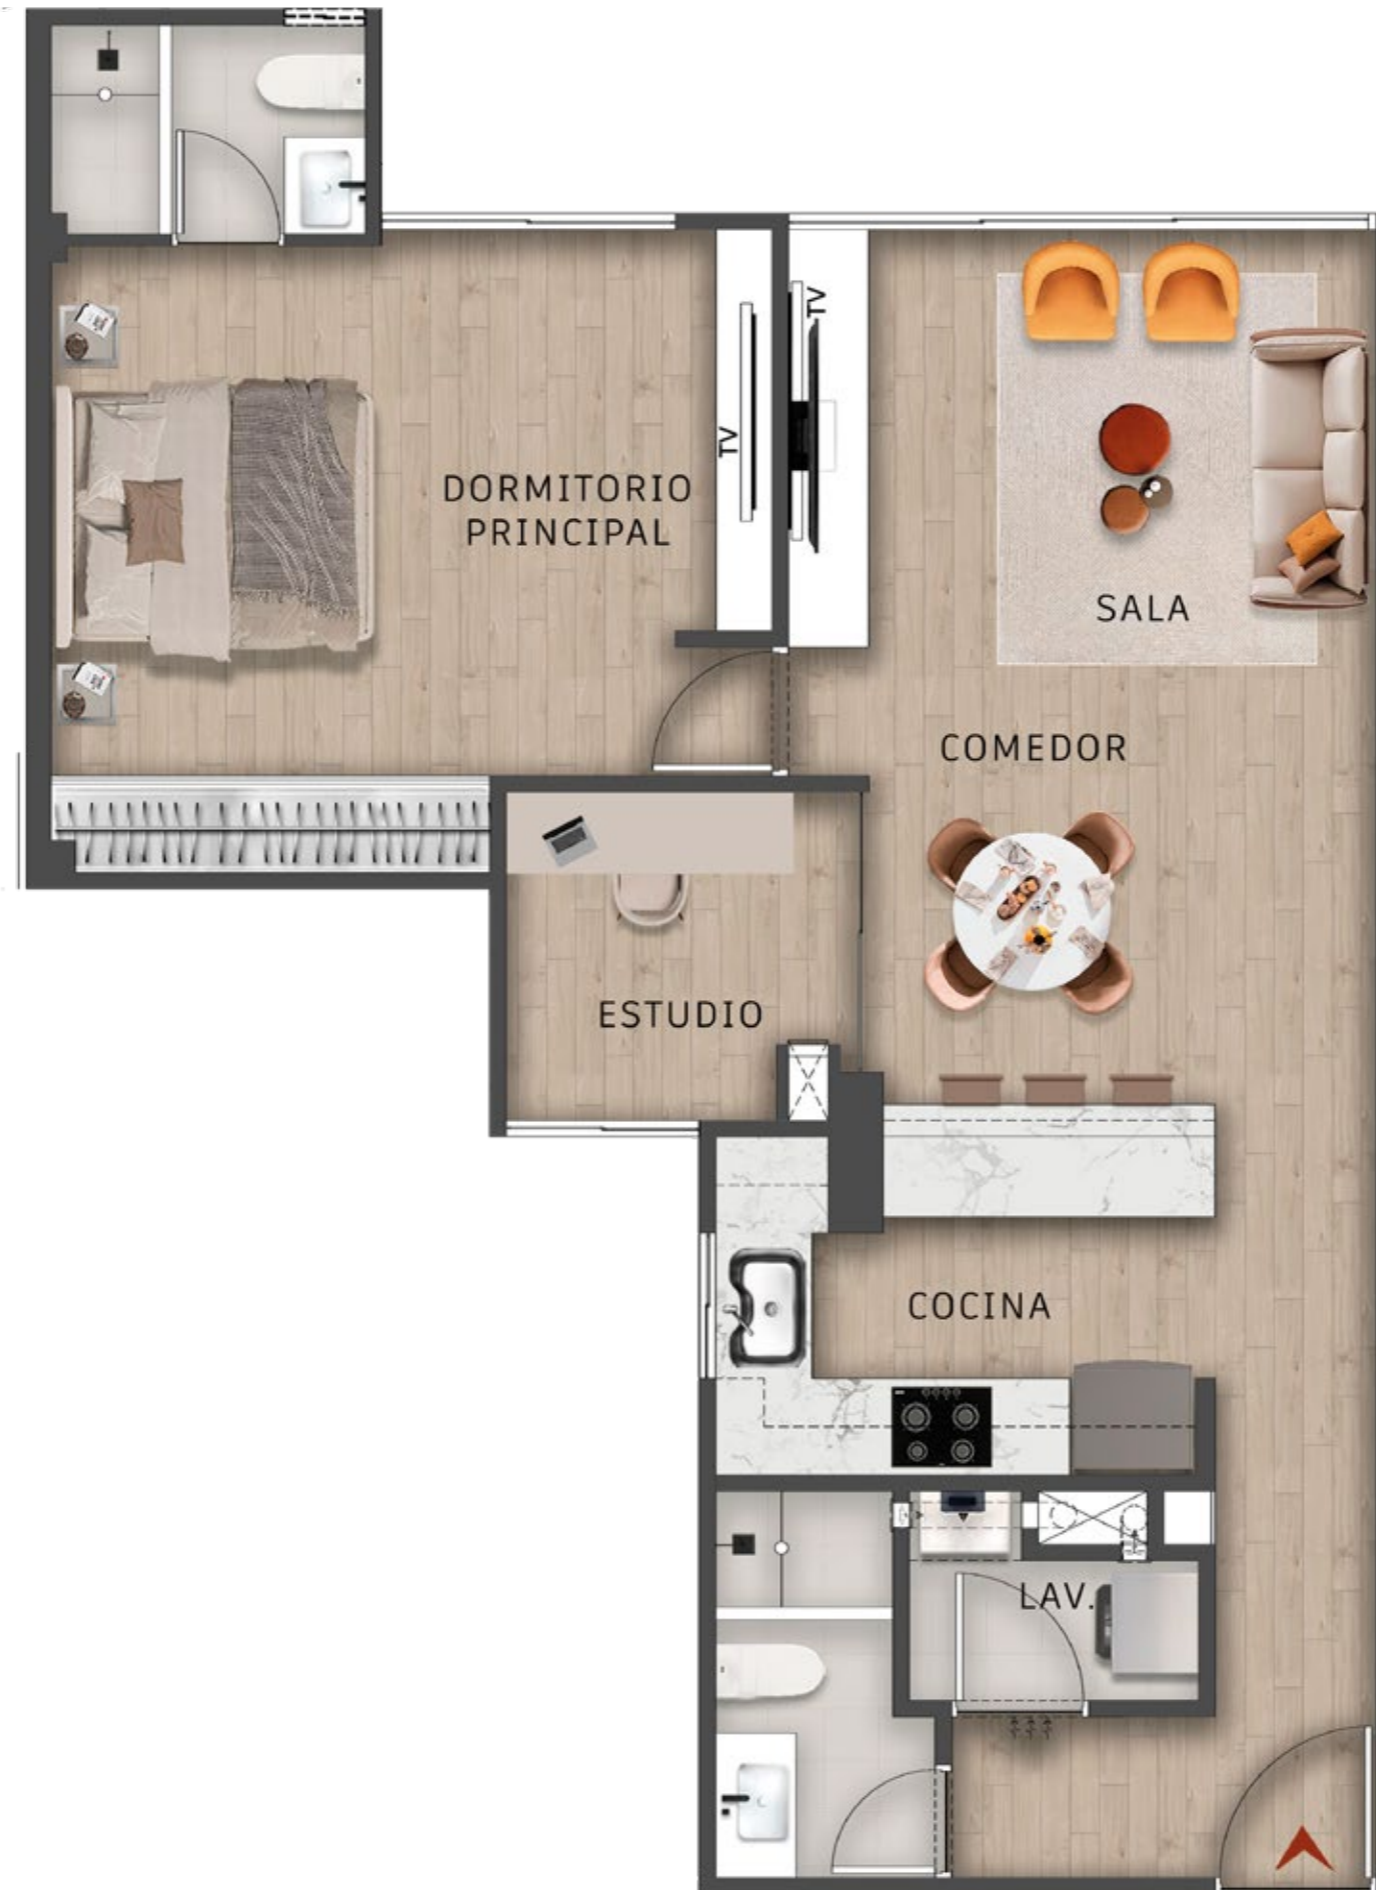 TV
TV
DORMITORIO
PRINCIPAL
SALA
COMEDOR
ESTUDIO
COCINA
LAV.